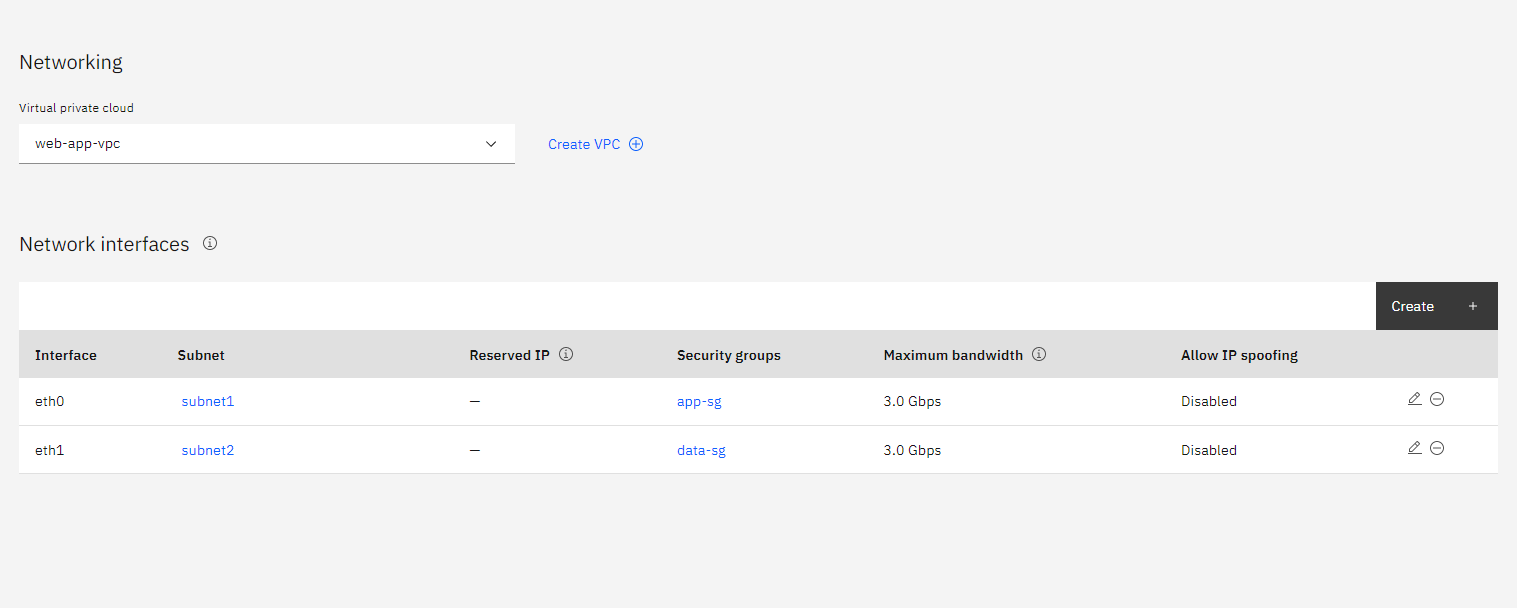 Networking
Virtual private cloud
web-app-vpc
Create VPC
Network interfaces
Create +
Interface Subnet Reserved IP Security groups Maximum bandwidth Allow IP spoofing
eth0 subnet1 — app-sg 3.0 Gbps Disabled
eth1 subnet2 — data-sg 3.0 Gbps Disabled